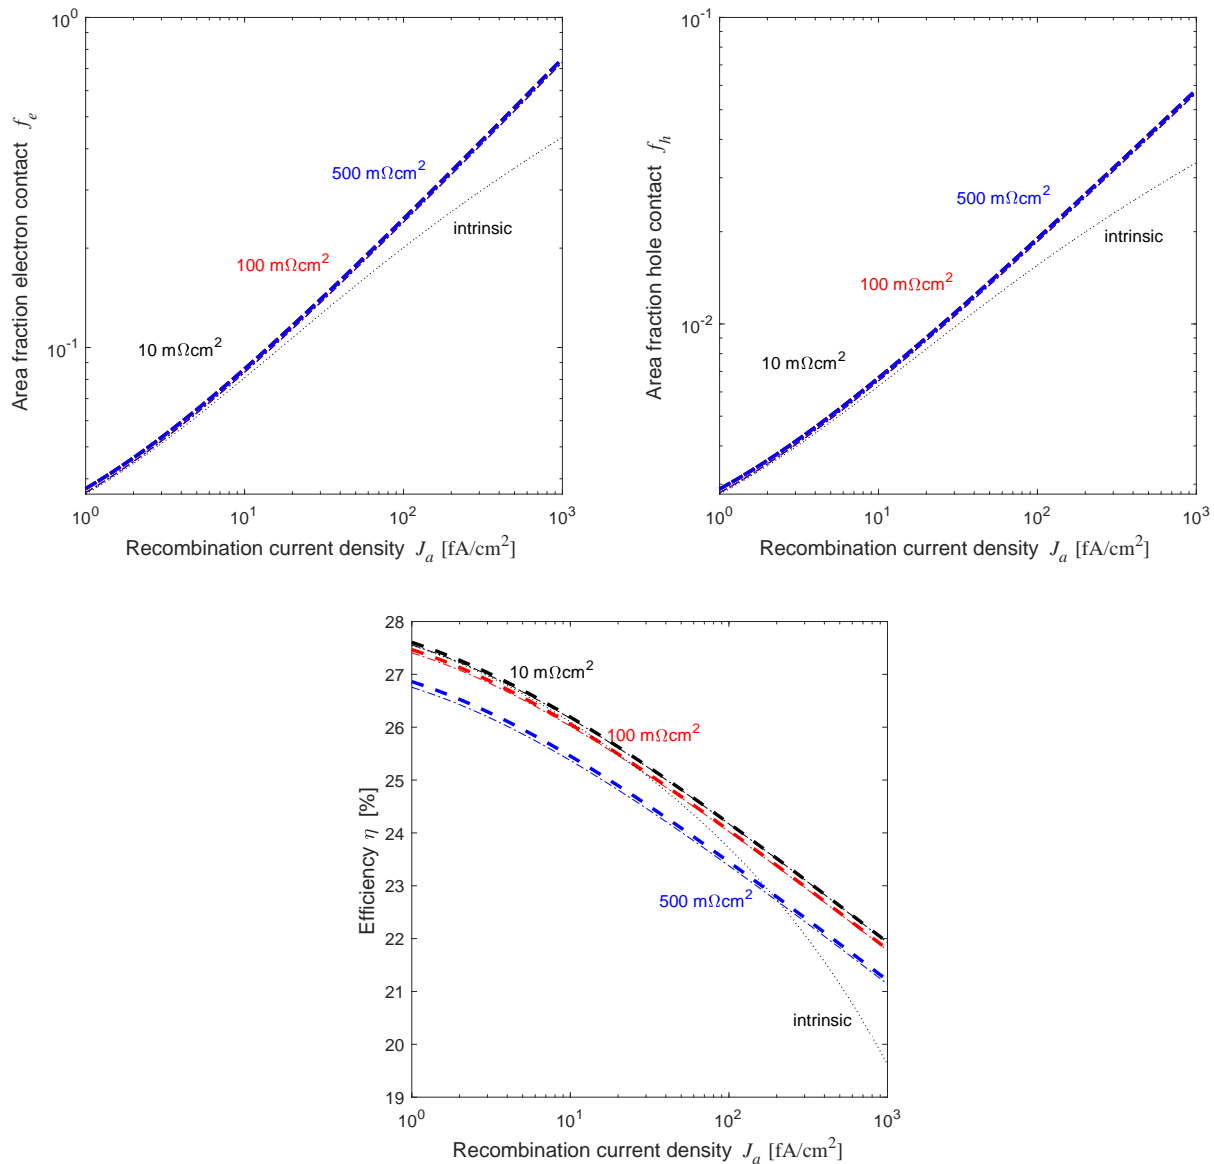 10⁰
Area fraction electron contact f_e
500 mΩcm²
intrinsic
100 mΩcm²
10⁻¹
10 mΩcm²
10⁰ 10¹ 10² 10³
Recombination current density J_a [fA/cm²]
10⁻¹
Area fraction hole contact f_h
500 mΩcm²
intrinsic
100 mΩcm²
10⁻²
10 mΩcm²
10⁰ 10¹ 10² 10³
Recombination current density J_a [fA/cm²]
28
27
26
25
24
23
22
21
20
19
Efficiency η [%]
10 mΩcm²
100 mΩcm²
500 mΩcm²
intrinsic
10⁰ 10¹ 10² 10³
Recombination current density J_a [fA/cm²]